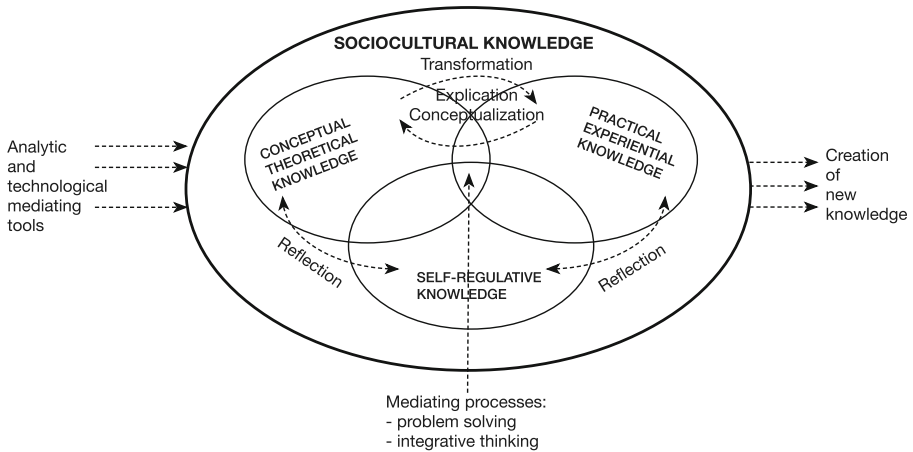 SOCIOCULTURAL KNOWLEDGE
Transformation
Explication
Conceptualization
CONCEPTUAL
THEORETICAL
KNOWLEDGE
PRACTICAL
EXPERIENTIAL
KNOWLEDGE
Analytic
and
technological
mediating
tools
Creation
of
new
knowledge
Reflection
SELF-REGULATIVE
KNOWLEDGE
Reflection
Mediating processes:
- problem solving
- integrative thinking